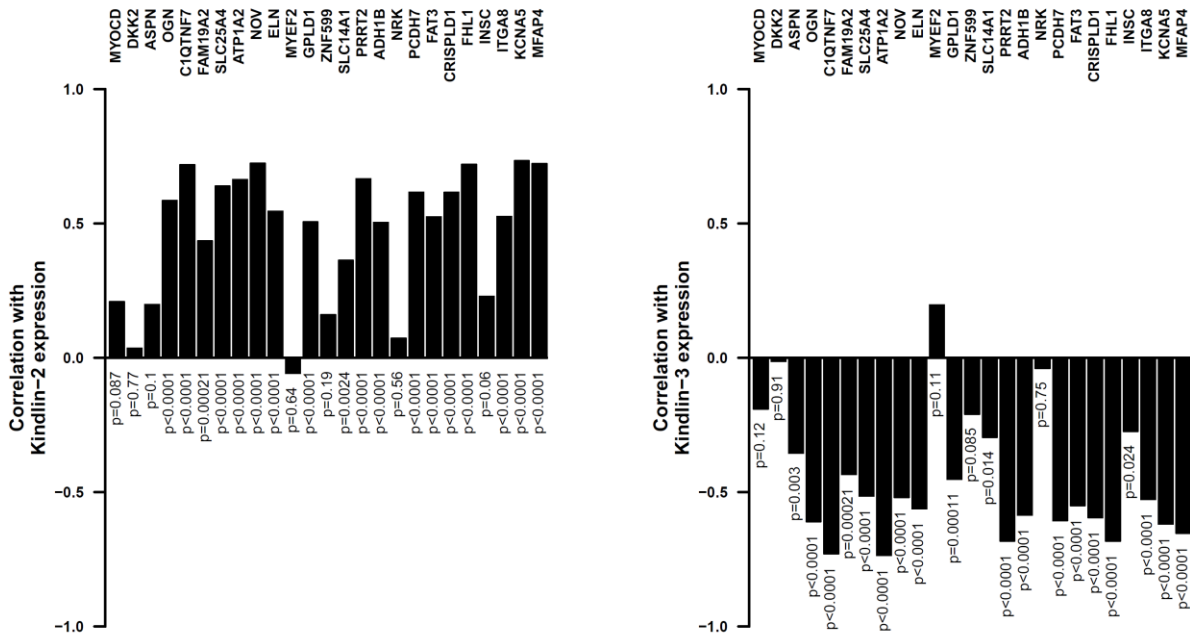 MYOCD
DKK2
ASPN
OGN
C1QTNF7
FAM19A2
SLC25A4
ATP1A2
NOV
ELN
MYEF2
GPLD1
ZNF599
SLC14A1
PRRT2
ADH1B
NRK
PCDH7
FAT3
CRISPLD1
FHL1
INSC
ITGA8
KCNA5
MFAP4
1.0
0.5
0.0
−0.5
−1.0
Correlation with
Kindlin−2 expression
p=0.087
p=0.77
p=0.1
p<0.0001
p<0.0001
p=0.00021
p<0.0001
p<0.0001
p<0.0001
p<0.0001
p=0.64
p<0.0001
p=0.19
p=0.0024
p<0.0001
p<0.0001
p=0.56
p<0.0001
p<0.0001
p<0.0001
p<0.0001
p=0.06
p<0.0001
p<0.0001
p<0.0001
MYOCD
DKK2
ASPN
OGN
C1QTNF7
FAM19A2
SLC25A4
ATP1A2
NOV
ELN
MYEF2
GPLD1
ZNF599
SLC14A1
PRRT2
ADH1B
NRK
PCDH7
FAT3
CRISPLD1
FHL1
INSC
ITGA8
KCNA5
MFAP4
1.0
0.5
0.0
−0.5
−1.0
Correlation with
Kindlin−3 expression
p=0.12
p=0.91
p=0.003
p<0.0001
p<0.0001
p=0.00021
p<0.0001
p<0.0001
p<0.0001
p<0.0001
p=0.11
p=0.00011
p=0.085
p=0.014
p<0.0001
p<0.0001
p=0.75
p<0.0001
p<0.0001
p<0.0001
p<0.0001
p=0.024
p<0.0001
p<0.0001
p<0.0001